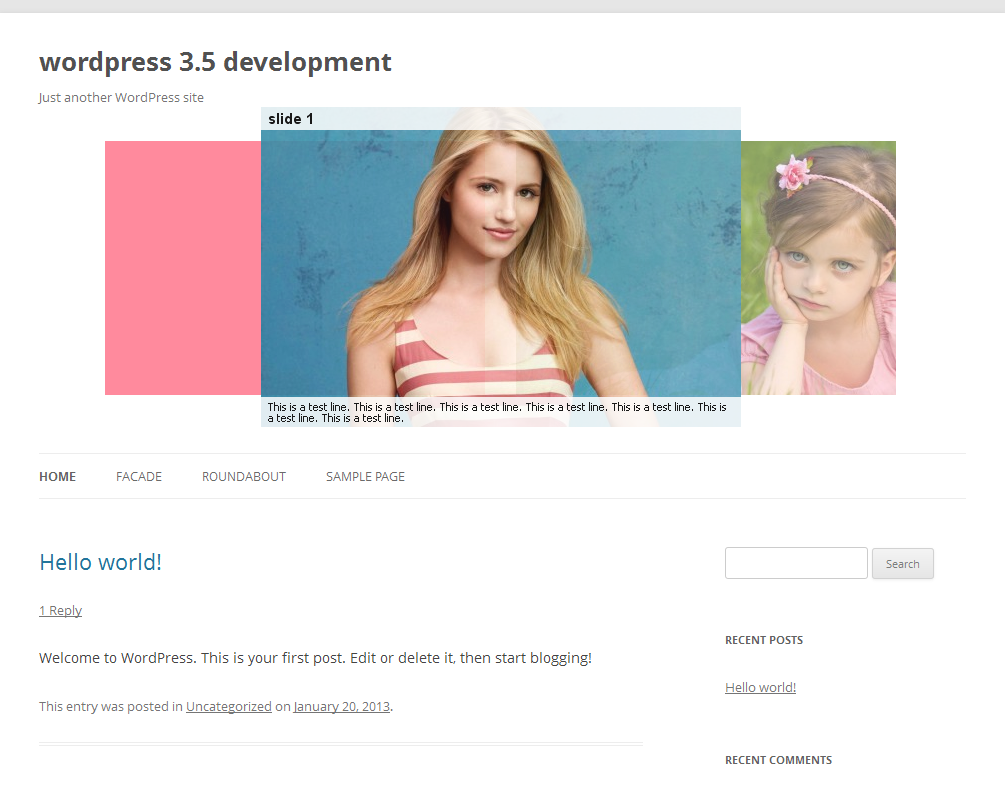 wordpress 3.5 development
Just another WordPress site
slide 1
This is a test line. This is a test line. This is a test line. This is a test line. This is a test line. This is
a test line. This is a test line.
HOME FACADE ROUNDABOUT SAMPLE PAGE
Hello world!
Search
1 Reply
RECENT POSTS
Welcome to WordPress. This is your first post. Edit or delete it, then start blogging!
Hello world!
This entry was posted in Uncategorized on January 20, 2013.
RECENT COMMENTS